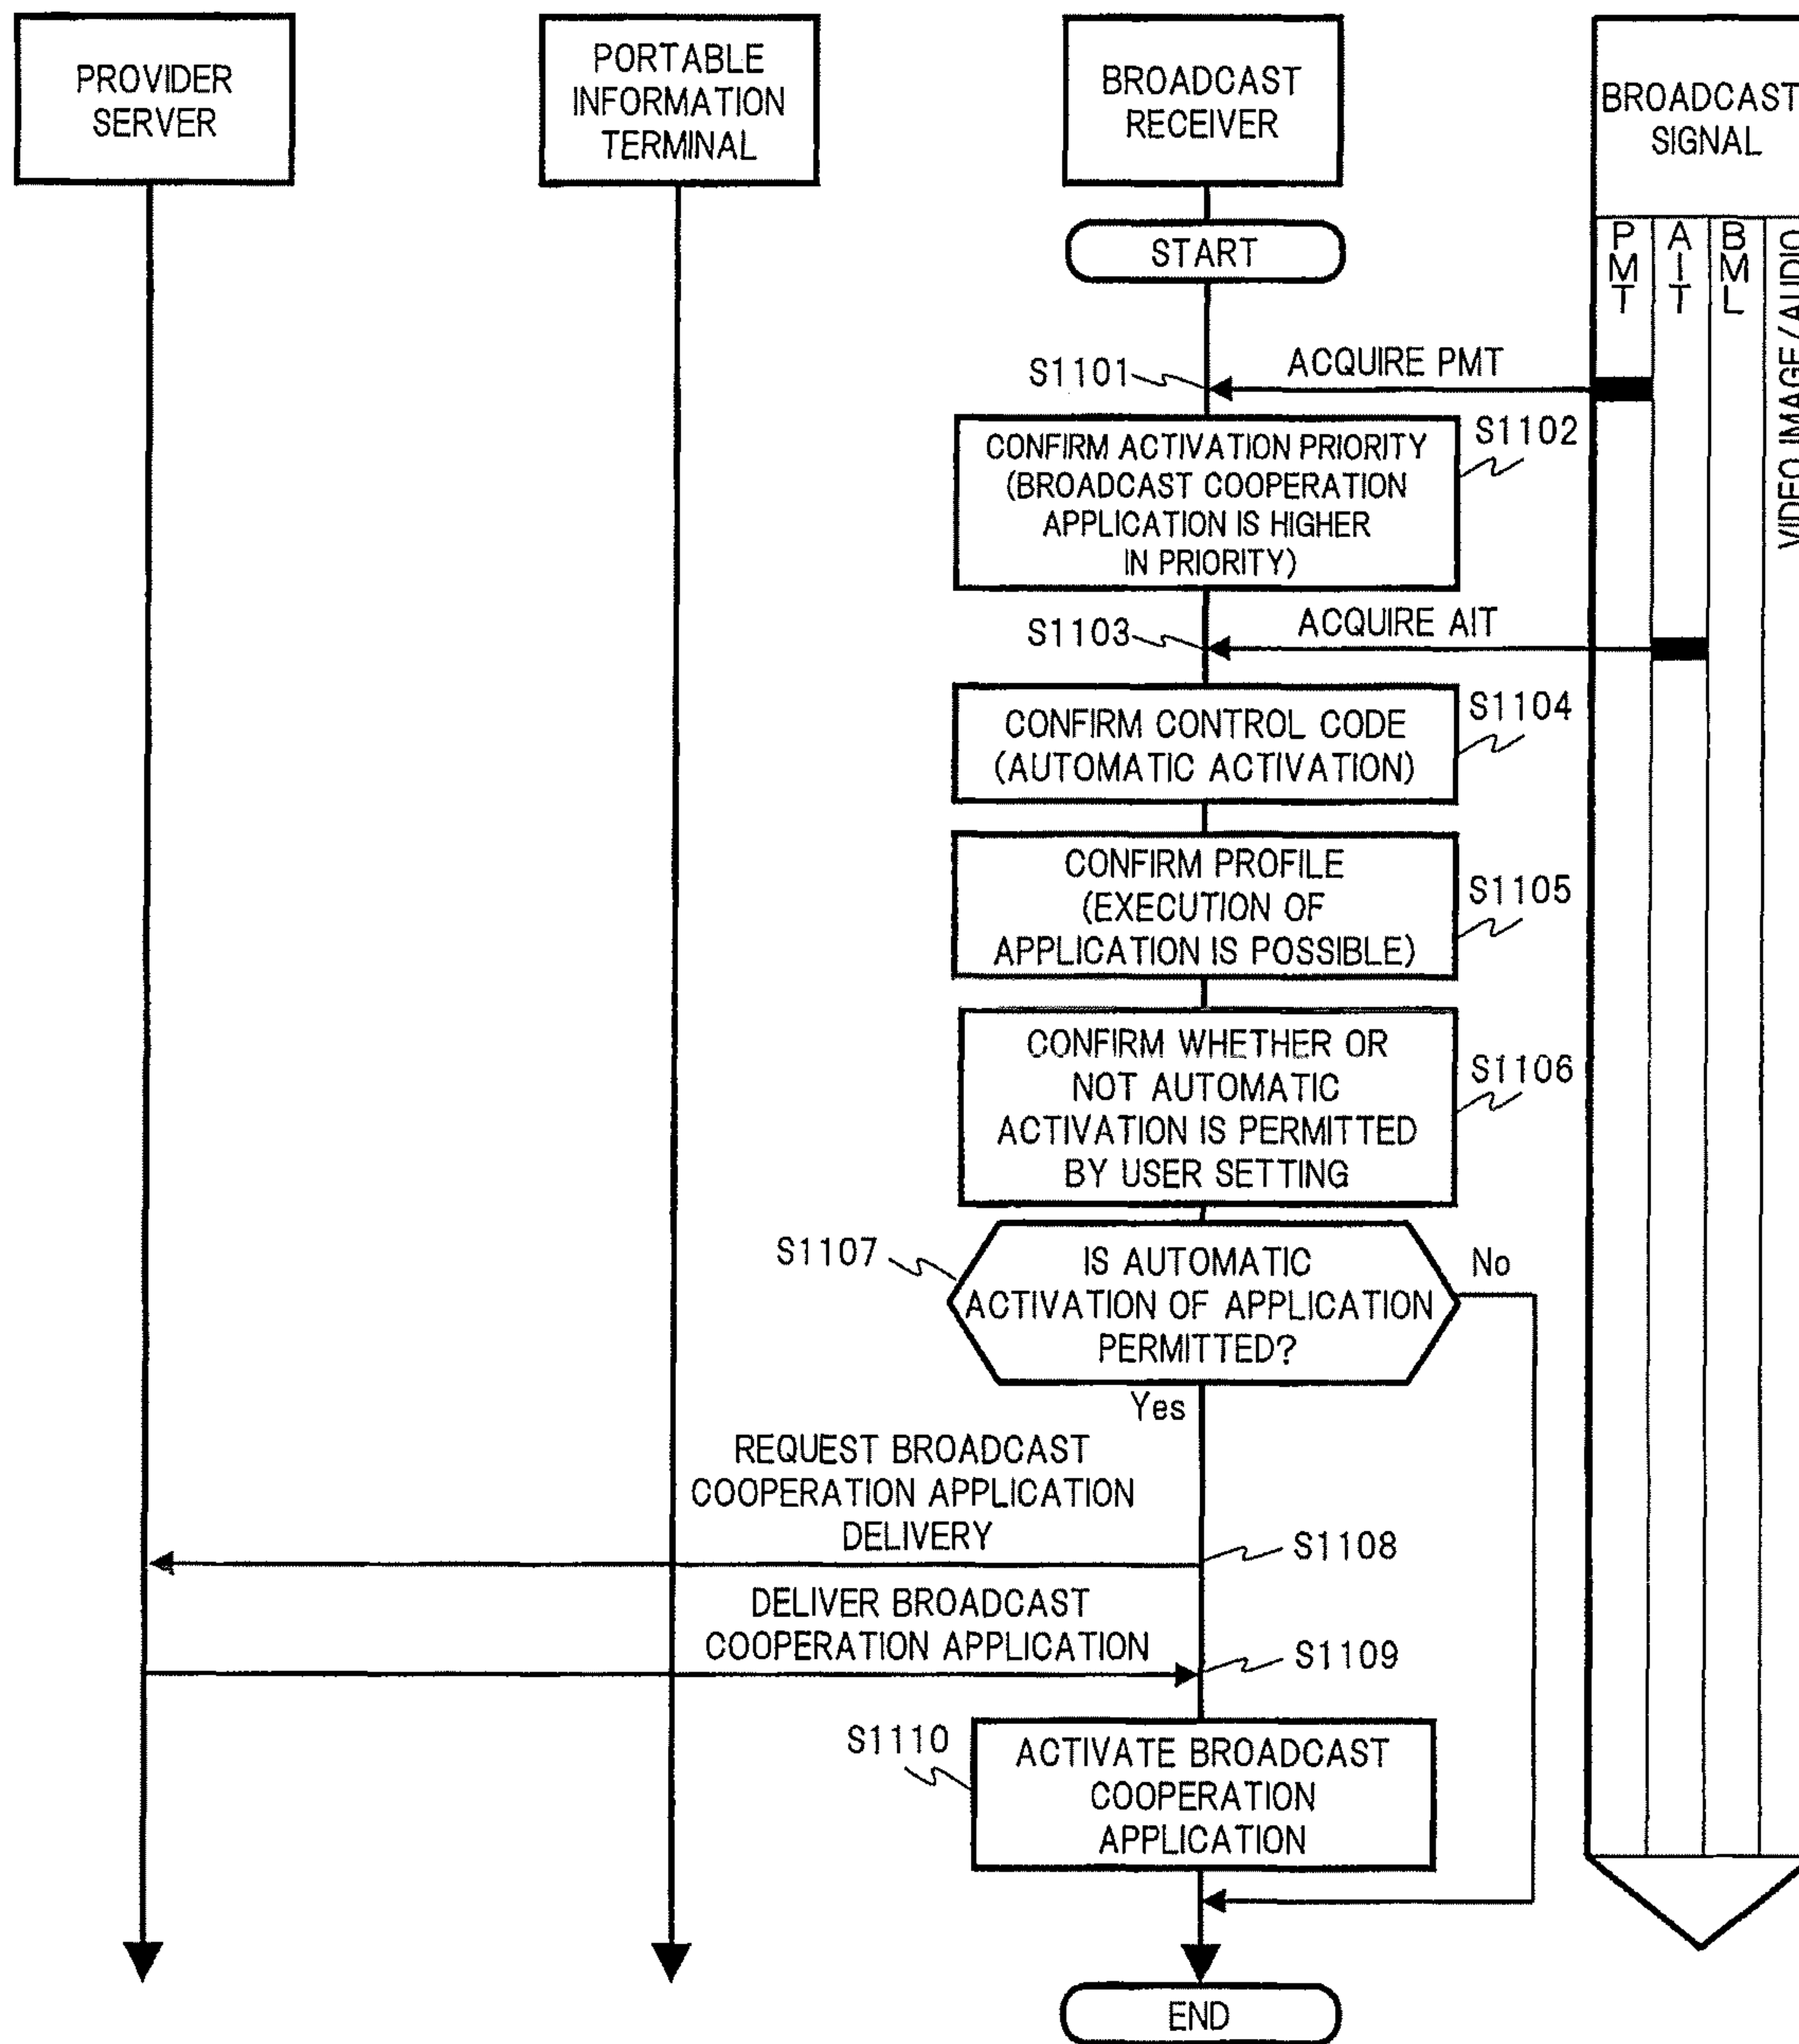 PROVIDER
SERVER
PORTABLE
INFORMATION
TERMINAL
BROADCAST
RECEIVER
BROADCAST
SIGNAL
START
PMT
AIT
BML
VIDEO IMAGE/AUDIO
S1101
ACQUIRE PMT
CONFIRM ACTIVATION PRIORITY
(BROADCAST COOPERATION
APPLICATION IS HIGHER
IN PRIORITY)
S1102
S1103
ACQUIRE AIT
CONFIRM CONTROL CODE
(AUTOMATIC ACTIVATION)
S1104
CONFIRM PROFILE
(EXECUTION OF
APPLICATION IS POSSIBLE)
S1105
CONFIRM WHETHER OR
NOT AUTOMATIC
ACTIVATION IS PERMITTED
BY USER SETTING
S1106
S1107
IS AUTOMATIC
ACTIVATION OF APPLICATION
PERMITTED?
No
Yes
REQUEST BROADCAST
COOPERATION APPLICATION
DELIVERY
S1108
DELIVER BROADCAST
COOPERATION APPLICATION
S1109
S1110
ACTIVATE BROADCAST
COOPERATION
APPLICATION
END